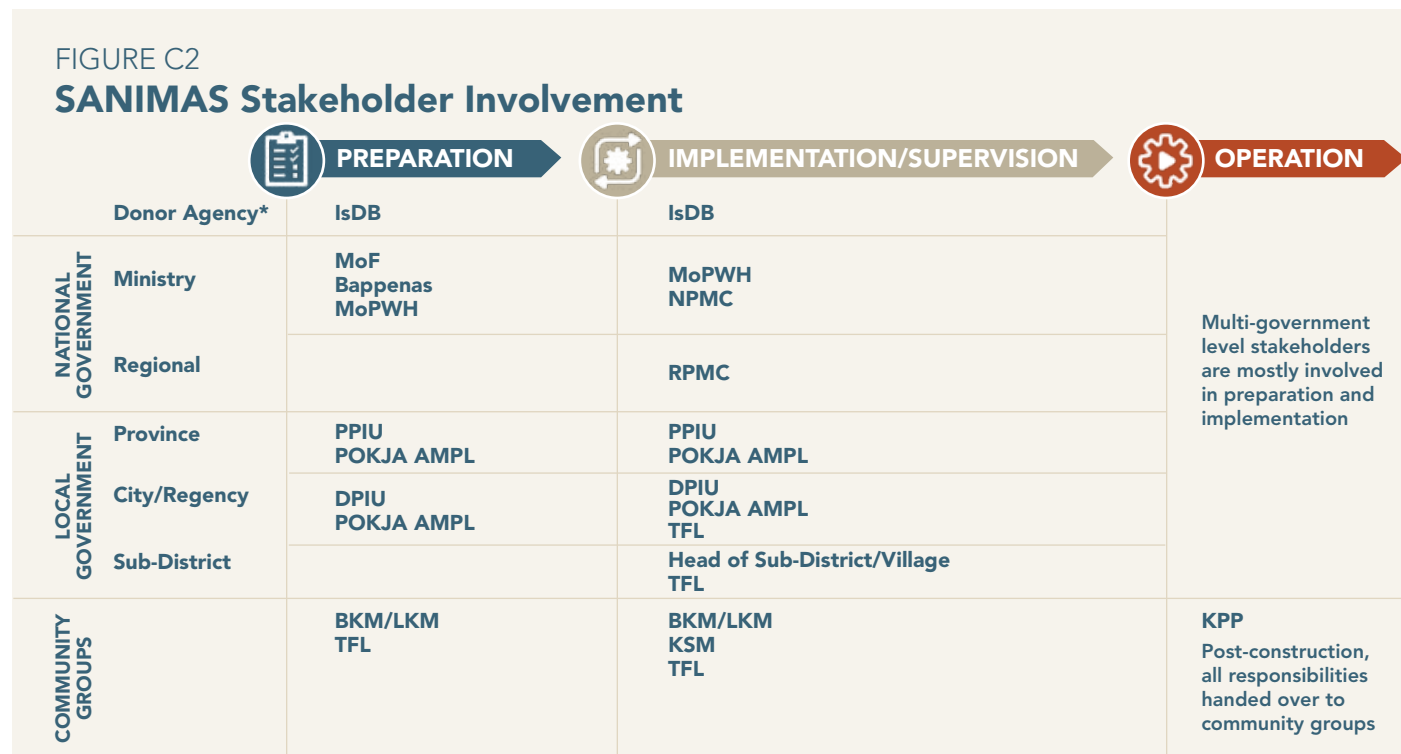 FIGURE C2
SANIMAS Stakeholder Involvement
PREPARATION
IMPLEMENTATION/SUPERVISION
OPERATION
Donor Agency*
IsDB
IsDB
NATIONAL
GOVERNMENT
Ministry
MoF
Bappenas
MoPWH
MoPWH
NPMC
Regional
RPMC
Multi-government
level stakeholders
are mostly involved
in preparation and
implementation
LOCAL
GOVERNMENT
Province
PPIU
POKJA AMPL
PPIU
POKJA AMPL
City/Regency
DPIU
POKJA AMPL
DPIU
POKJA AMPL
TFL
Sub-District
Head of Sub-District/Village
TFL
COMMUNITY
GROUPS
BKM/LKM
TFL
BKM/LKM
KSM
TFL
KPP
Post-construction,
all responsibilities
handed over to
community groups